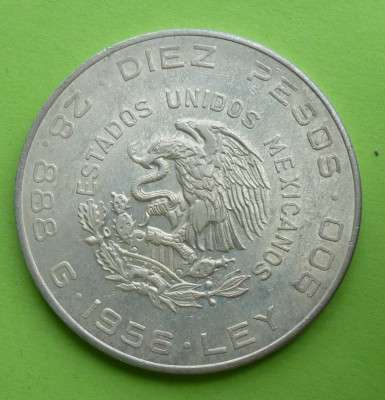 DIEZ PESOS · 900 · LEY · 1956 · 28.888 G
ESTADOS UNIDOS MEXICANOS